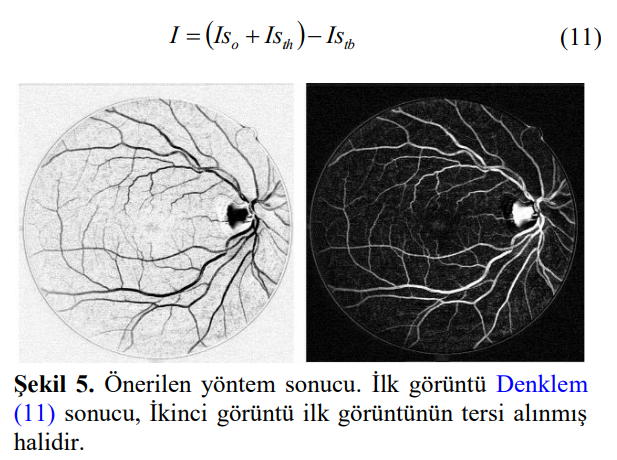 I = (Is_o + Is_th) − Is_tb (11)
Şekil 5. Önerilen yöntem sonucu. İlk görüntü Denklem
(11) sonucu, İkinci görüntü ilk görüntünün tersi alınmış
halidir.